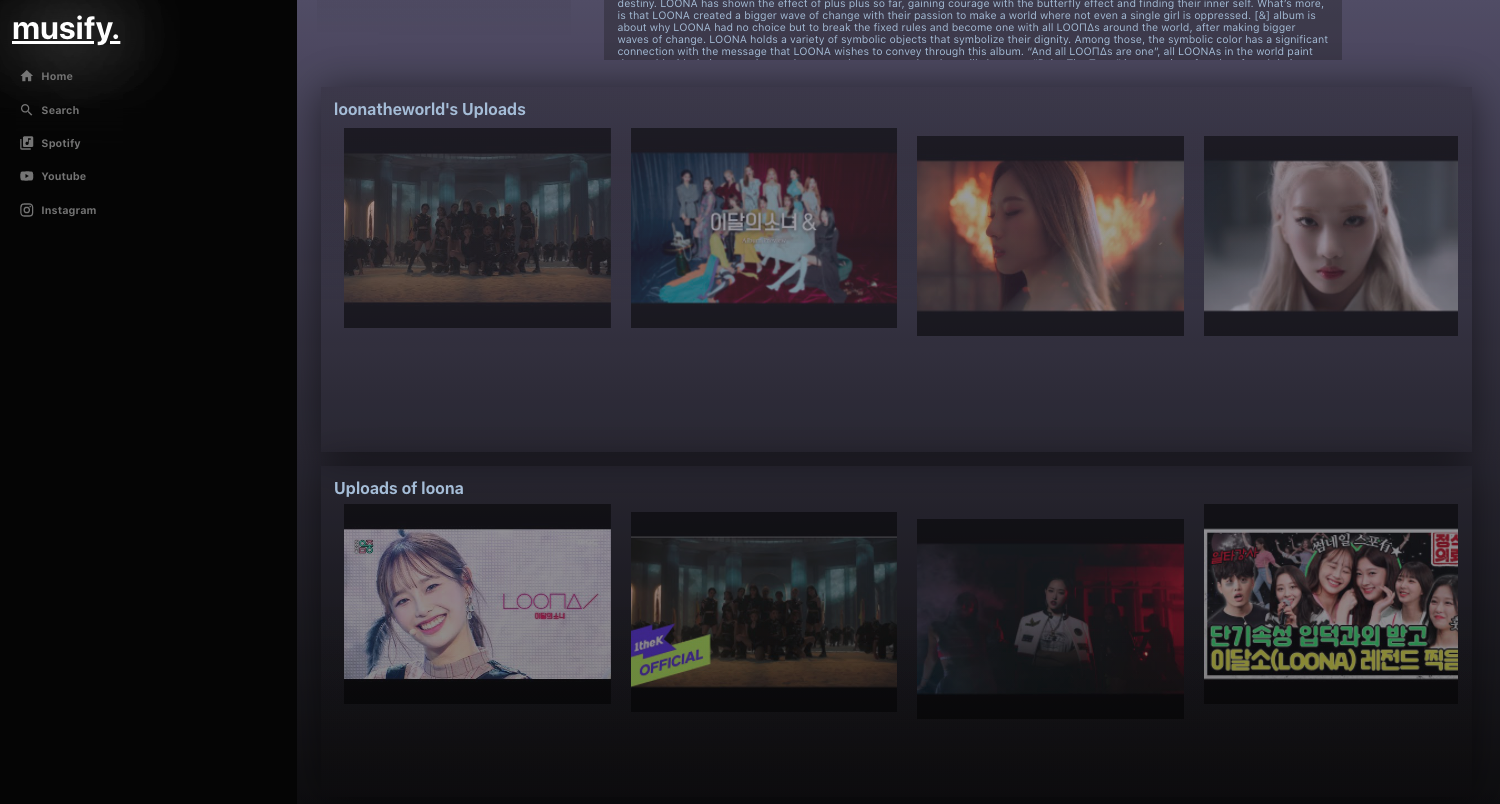 musify.
destiny. LOONA has shown the effect of plus plus so far, gaining courage with the butterfly effect and finding their inner self. What's more,
is that LOONA created a bigger wave of change with their passion to make a world where not even a single girl is oppressed. [&] album is
about why LOONA had no choice but to break the fixed rules and become one with all LOOΠΔs around the world, after making bigger
waves of change. LOONA holds a variety of symbolic objects that symbolize their dignity. Among those, the symbolic color has a significant
connection with the message that LOONA wishes to convey through this album. “And all LOOΠΔs are one”, all LOONAs in the world paint
Home
Search
Spotify
Youtube
Instagram
loonatheworld's Uploads
이달의소녀 &
Uploads of loona
LOOΠΔ
이달의소녀
1theK
OFFICIAL
썸네일 스포有
단기속성 입덕과외 받고
이달소(LOONA) 레전드 찍음